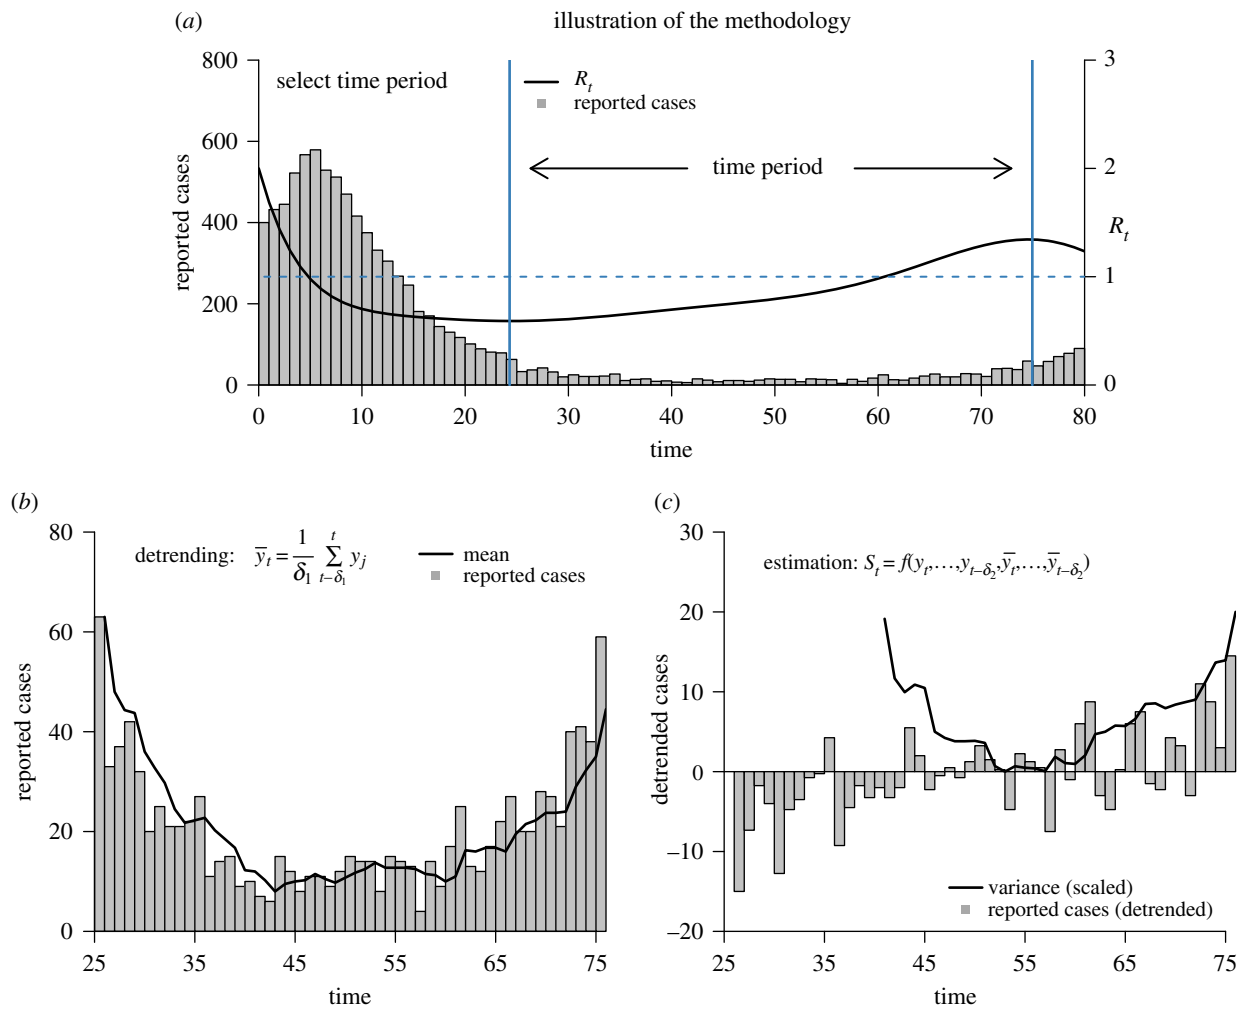 (a) illustration of the methodology
800
600
400
200
0
reported cases
select time period
R_t
reported cases
time period
3
2
1
0
R_t
0 10 20 30 40 50 60 70 80
time
(b)
80
60
40
20
0
reported cases
detrending: ȳ_t = 1/δ_1 Σ_{t–δ_1}^{t} y_j
mean
reported cases
25 35 45 55 65 75
time
(c)
30
20
10
0
–10
–20
detrended cases
estimation: S_t = f(y_t,…,y_{t–δ_2},ȳ_t,…,ȳ_{t–δ_2})
variance (scaled)
reported cases (detrended)
25 35 45 55 65 75
time